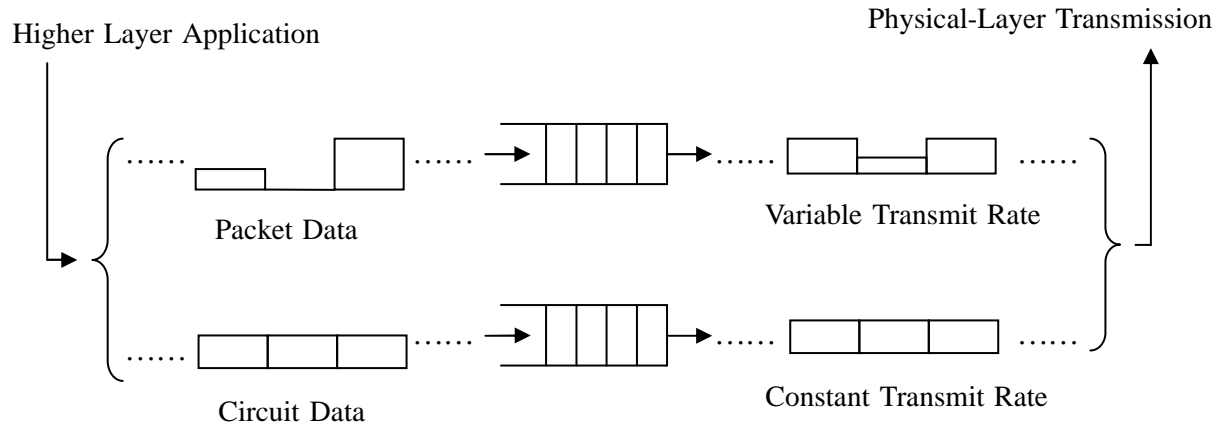 Higher Layer Application
Physical-Layer Transmission
...... ...... ...... ......
Packet Data
Variable Transmit Rate
...... ...... ...... ......
Circuit Data
Constant Transmit Rate